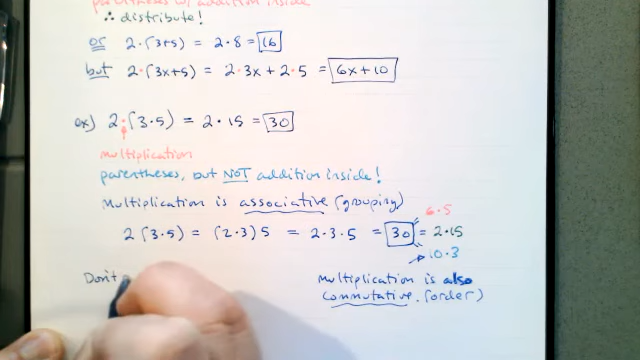 parentheses w/ addition inside
∴ distribute!
or 2·(3+5) = 2·8 = 16
but 2·(3x+5) = 2·3x + 2·5 = 6x+10
ex) 2·(3·5) = 2·15 = 30
multiplication
parentheses, but NOT addition inside!
Multiplication is associative (grouping)
6·5
2(3·5) = (2·3)5 = 2·3·5 = 30 = 2·15
10·3
Don't
Multiplication is also
commutative. (order)